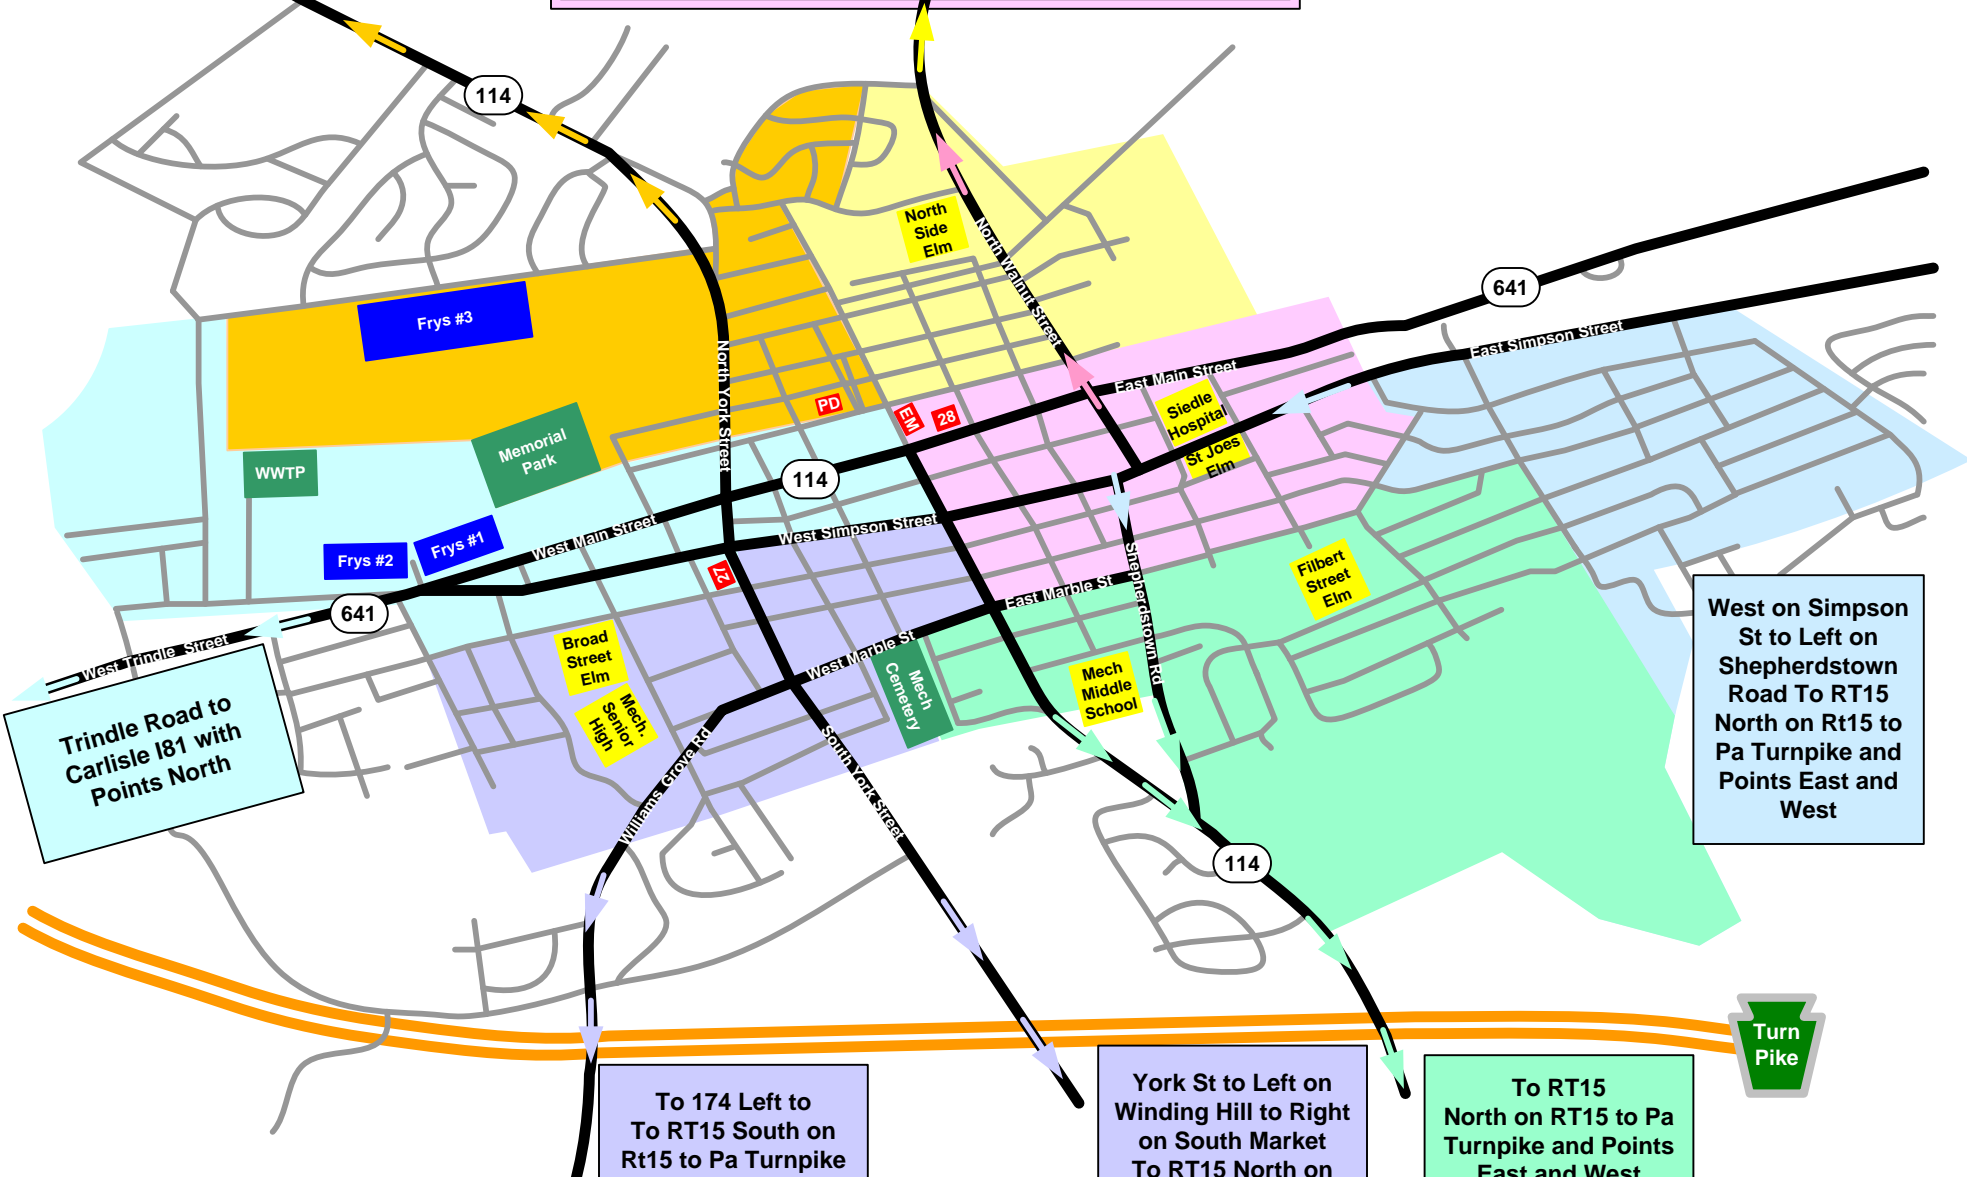 114
North
Side
Elm
North Walnut Street
641
Frys #3
East Simpson Street
North York Street
East Main Street
PD
EM
28
Siedle
Hospital
St Joes
Elm
Memorial
Park
WWTP
114
West Main Street
West Simpson Street
Frys #1
Frys #2
27
Shepherdstown Rd
Filbert
Street
Elm
East Marble St
641
West Trindle Street
Broad
Street
Elm
West Marble St
Mech
Cemetery
Mech
Middle
School
Mech.
Senior
High
West on Simpson
St to Left on
Shepherdstown
Road To RT15
North on Rt15 to
Pa Turnpike and
Points East and
West
Trindle Road to
Carlisle I81 with
Points North
Williams Grove Rd
South York Street
114
Turn
Pike
To 174 Left to
To RT15 South on
Rt15 to Pa Turnpike
York St to Left on
Winding Hill to Right
on South Market
To RT15 North on
To RT15
North on RT15 to Pa
Turnpike and Points
East and West